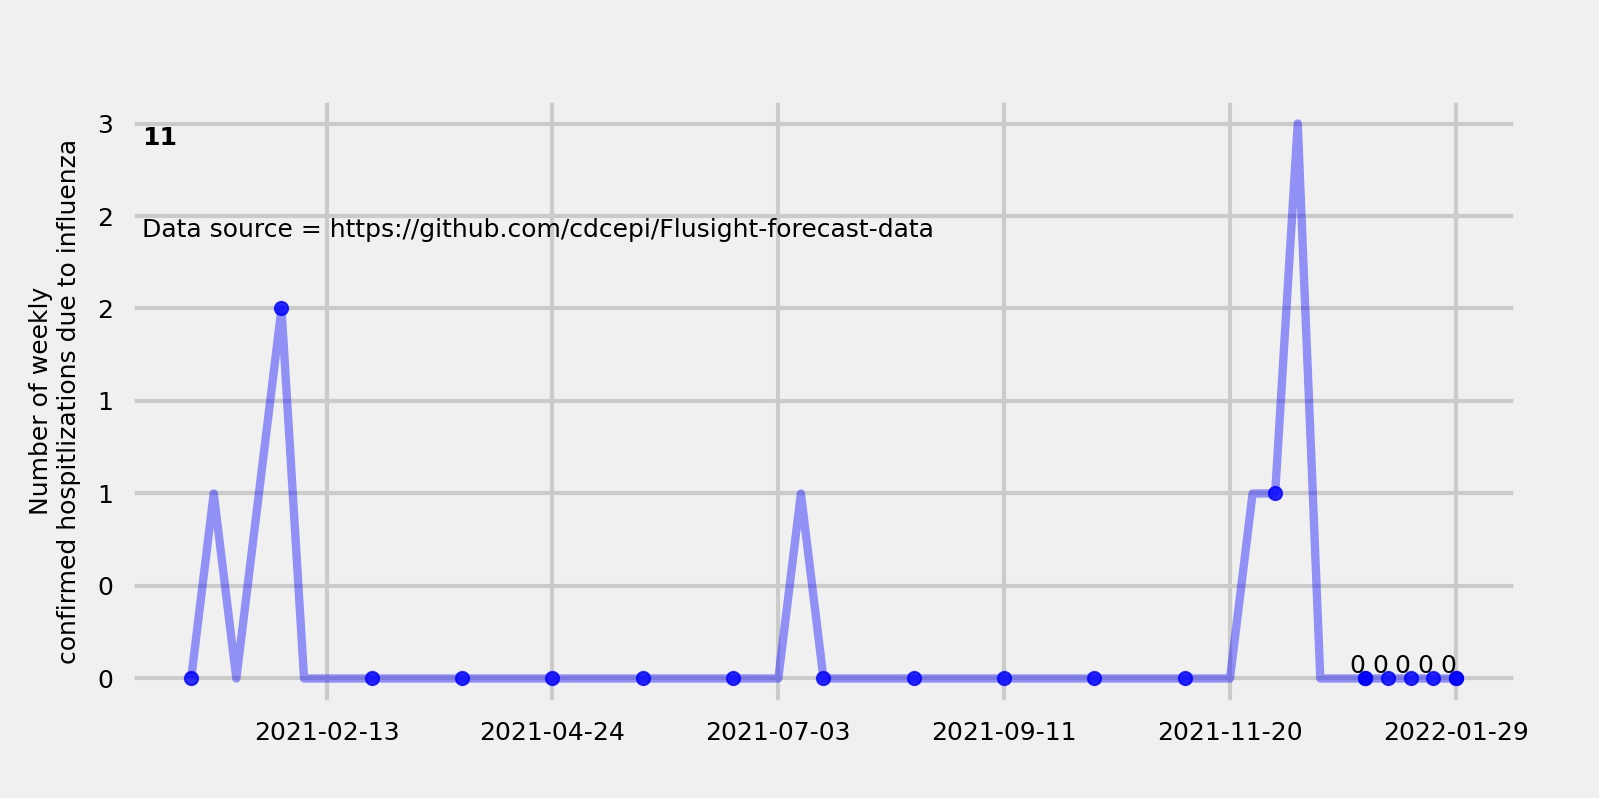 3
11
2
Data source = https://github.com/cdcepi/Flusight-forecast-data
2
1
1
0
0
Number of weekly
confirmed hospitlizations due to influenza
0 0 0 0 0
2021-02-13 2021-04-24 2021-07-03 2021-09-11 2021-11-20 2022-01-29